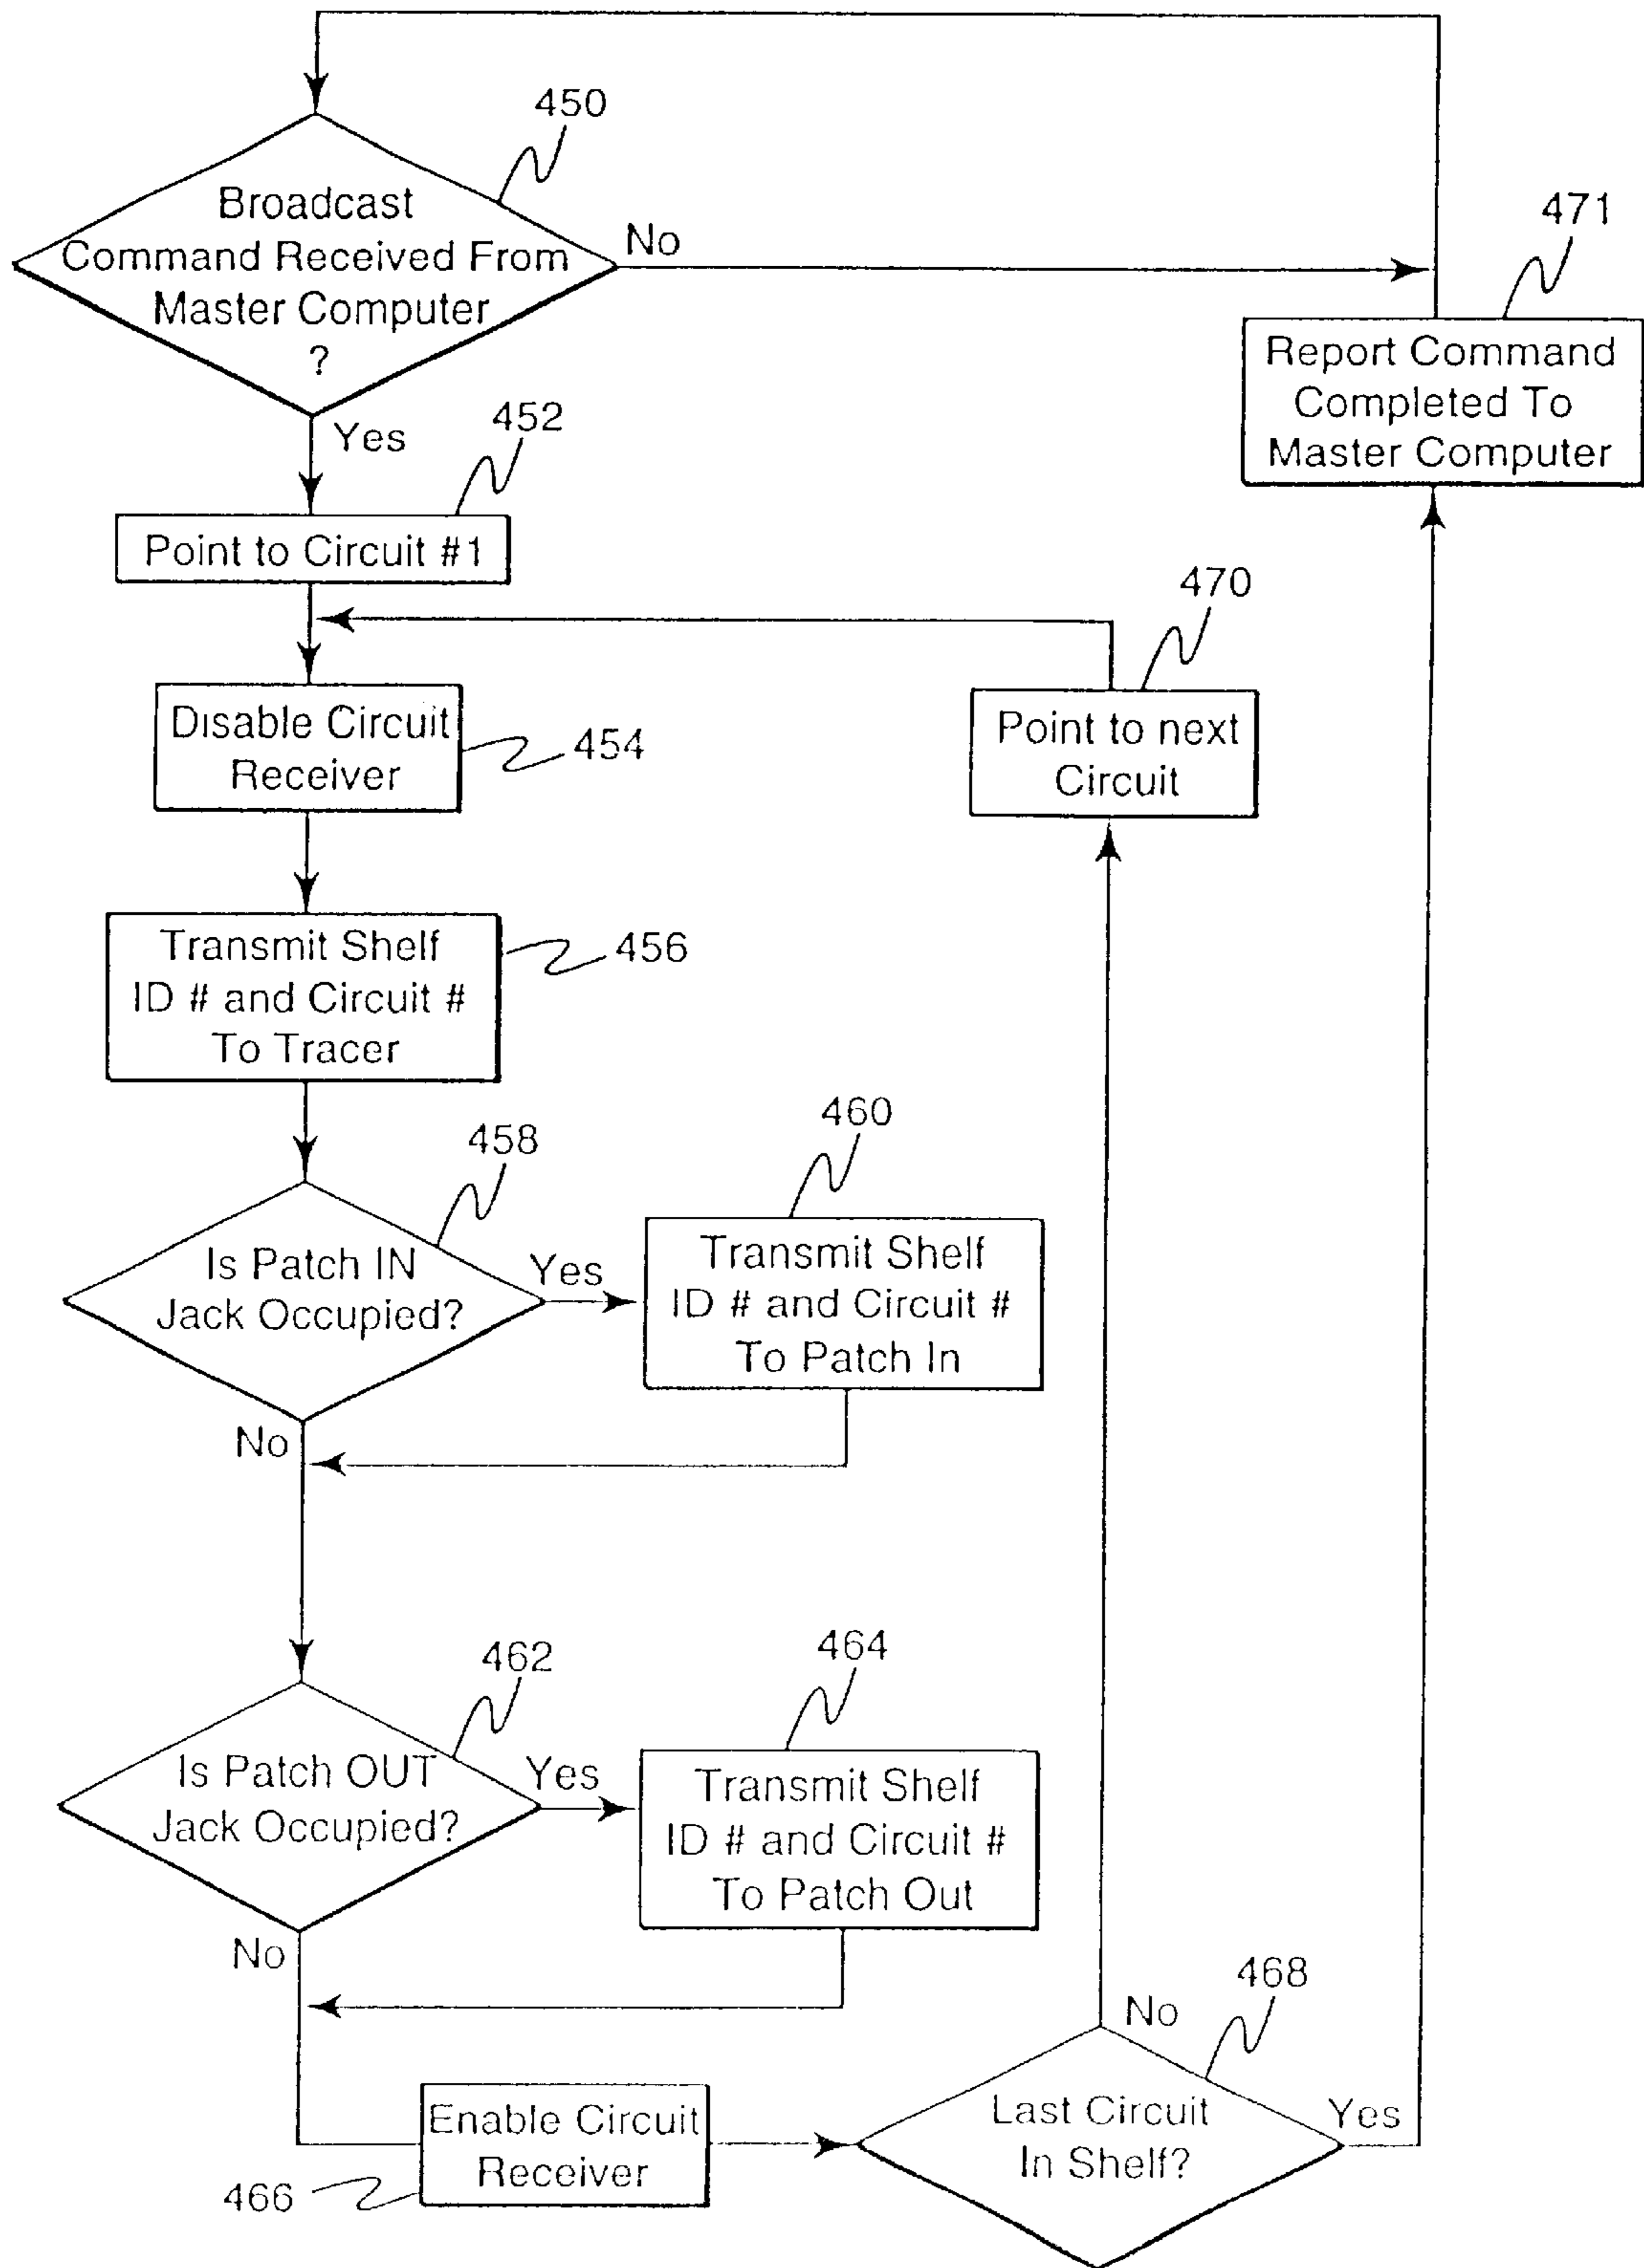 450
Broadcast
Command Received From
Master Computer
?
No
Yes
471
Report Command
Completed To
Master Computer
452
Point to Circuit #1
470
Point to next
Circuit
Disable Circuit
Receiver
454
Transmit Shelf
ID # and Circuit #
To Tracer
456
458
Is Patch IN
Jack Occupied?
Yes
No
460
Transmit Shelf
ID # and Circuit #
To Patch In
462
Is Patch OUT
Jack Occupied?
Yes
No
464
Transmit Shelf
ID # and Circuit #
To Patch Out
Enable Circuit
Receiver
466
468
No
Last Circuit
In Shelf?
Yes